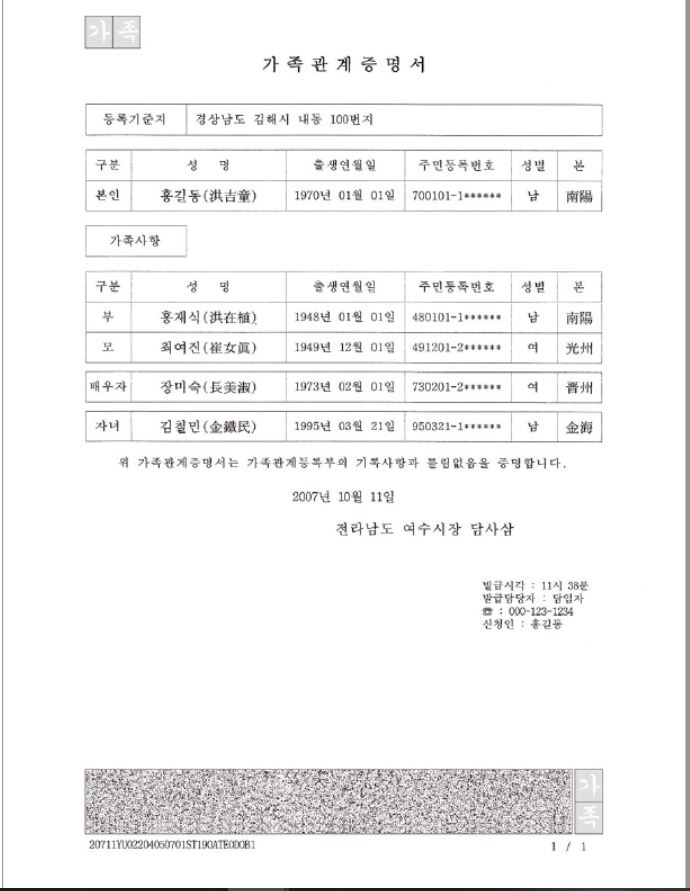 가족
가족관계증명서
등록기준지 경상남도 김해시 내동 100번지
구분 성 명 출생연월일 주민등록번호 성별 본
본인 홍길동(洪吉童) 1970년 01월 01일 700101-1****** 남 南陽
가족사항
구분 성 명 출생연월일 주민등록번호 성별 본
부 홍재식(洪在植) 1948년 01월 01일 480101-1****** 남 南陽
모 최여진(崔女眞) 1949년 12월 01일 491201-2****** 여 光州
배우자 장미숙(長美淑) 1973년 02월 01일 730201-2****** 여 晋州
자녀 김철민(金鐵民) 1995년 03월 21일 950321-1****** 남 金海
위 가족관계증명서는 가족관계등록부의 기록사항과 틀림없음을 증명합니다.
2007년 10월 11일
전라남도 여수시장 담사삼
발급시각 : 11시 38분
발급담당자 : 담임자
☎ : 000-123-1234
신청인 : 홍길동
가족
20711YU02204050701ST190ATE0D0B1
1 / 1